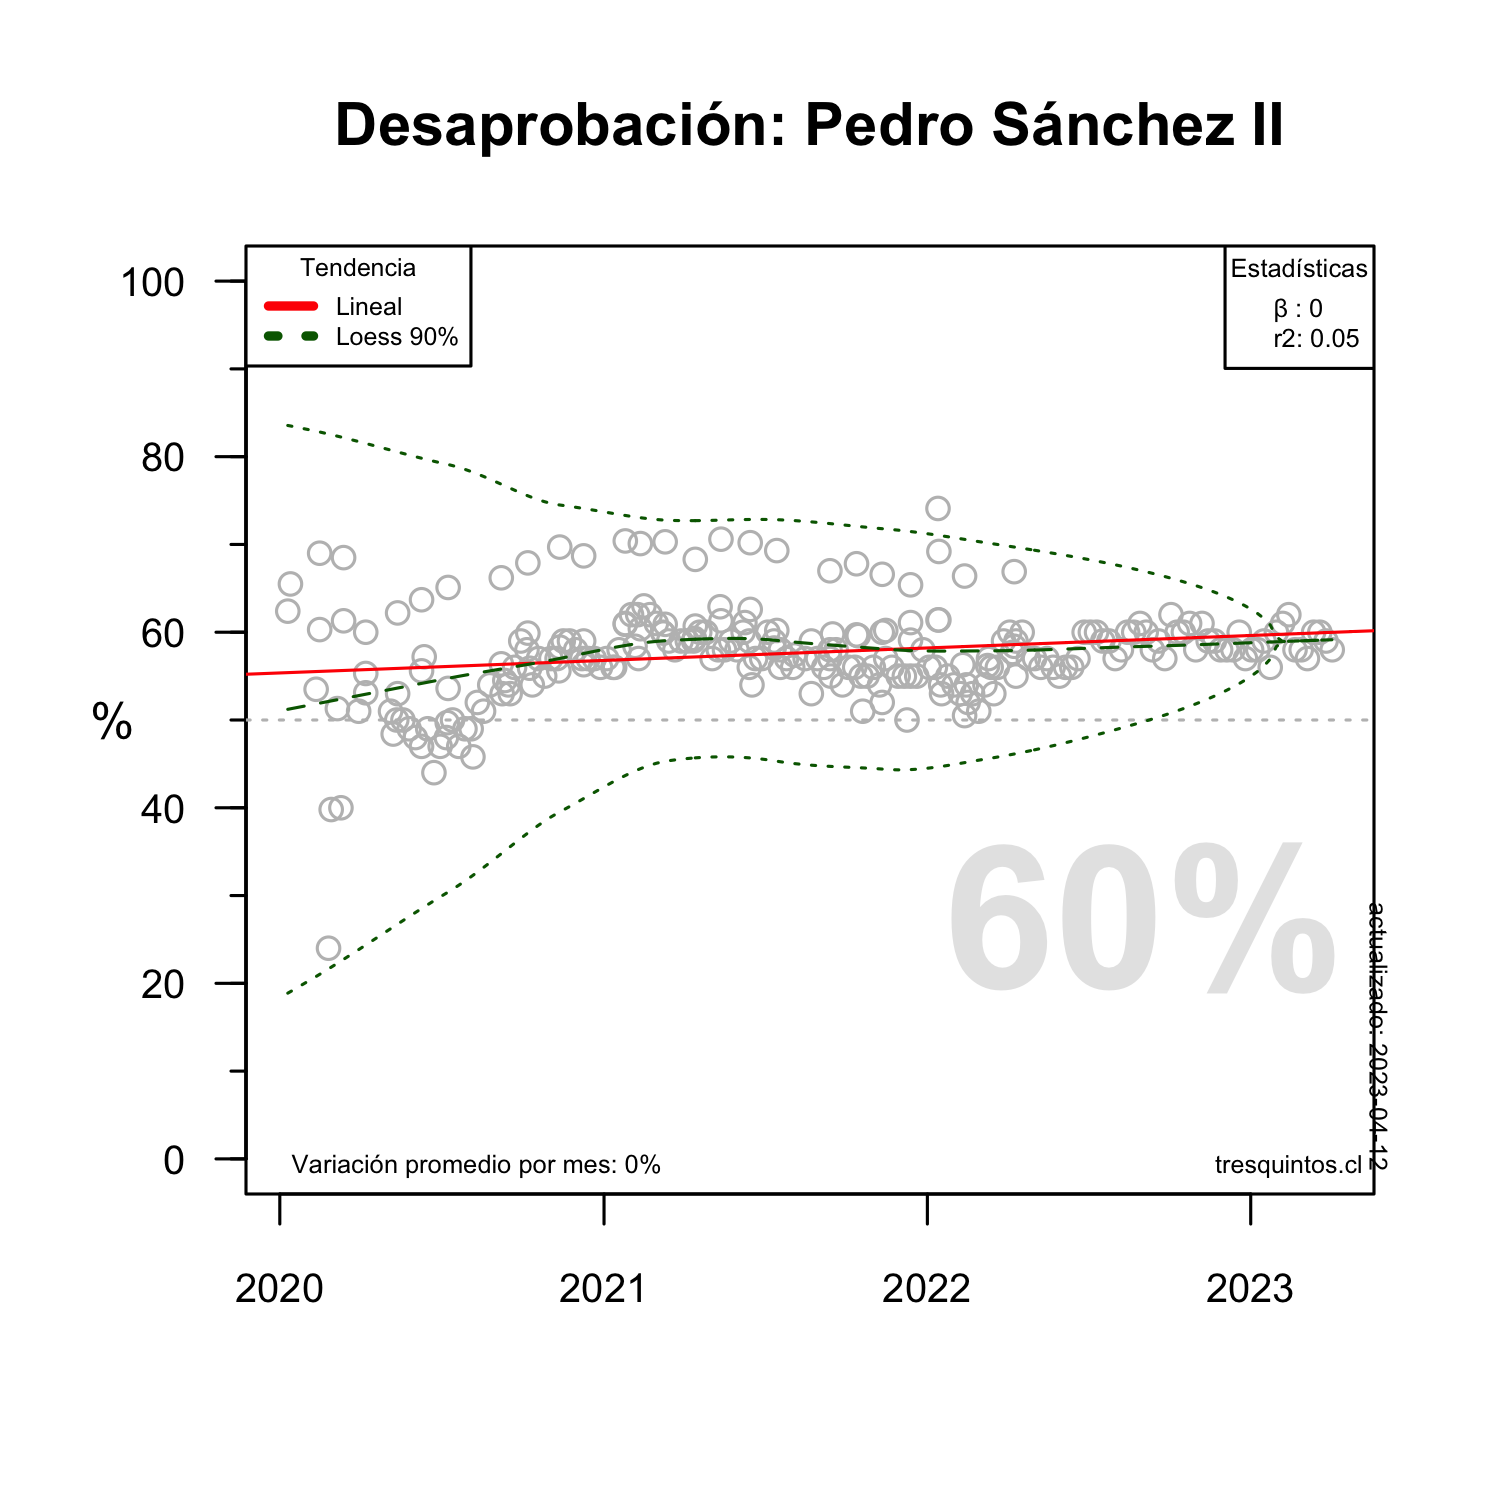 Desaprobación: Pedro Sánchez II
Tendencia
Lineal
Loess 90%
Estadísticas
β : 0
r2: 0.05
100
80
60
40
20
0
%
60%
actualizado: 2023-04-12
Variación promedio por mes: 0%
tresquintos.cl
2020
2021
2022
2023